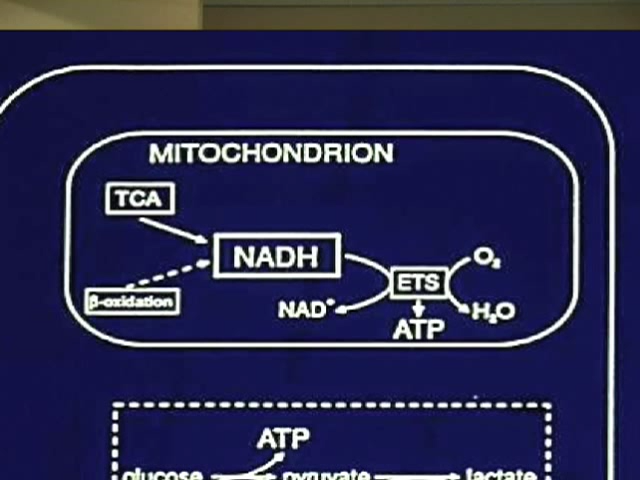 MITOCHONDRION
TCA
NADH
β-oxidation
ETS
O₂
NAD⁺
H₂O
ATP
ATP
glucose pyruvate lactate